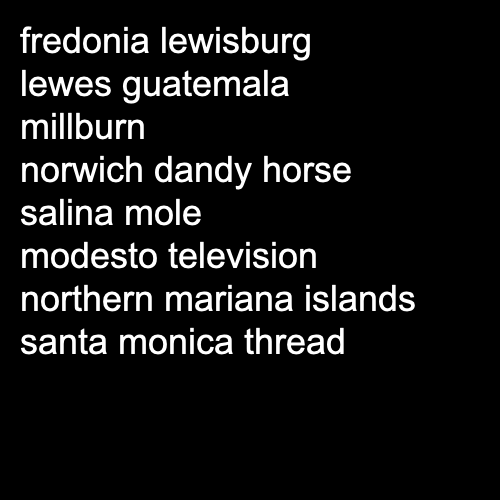 fredonia lewisburg
lewes guatemala
millburn
norwich dandy horse
salina mole
modesto television
northern mariana islands
santa monica thread